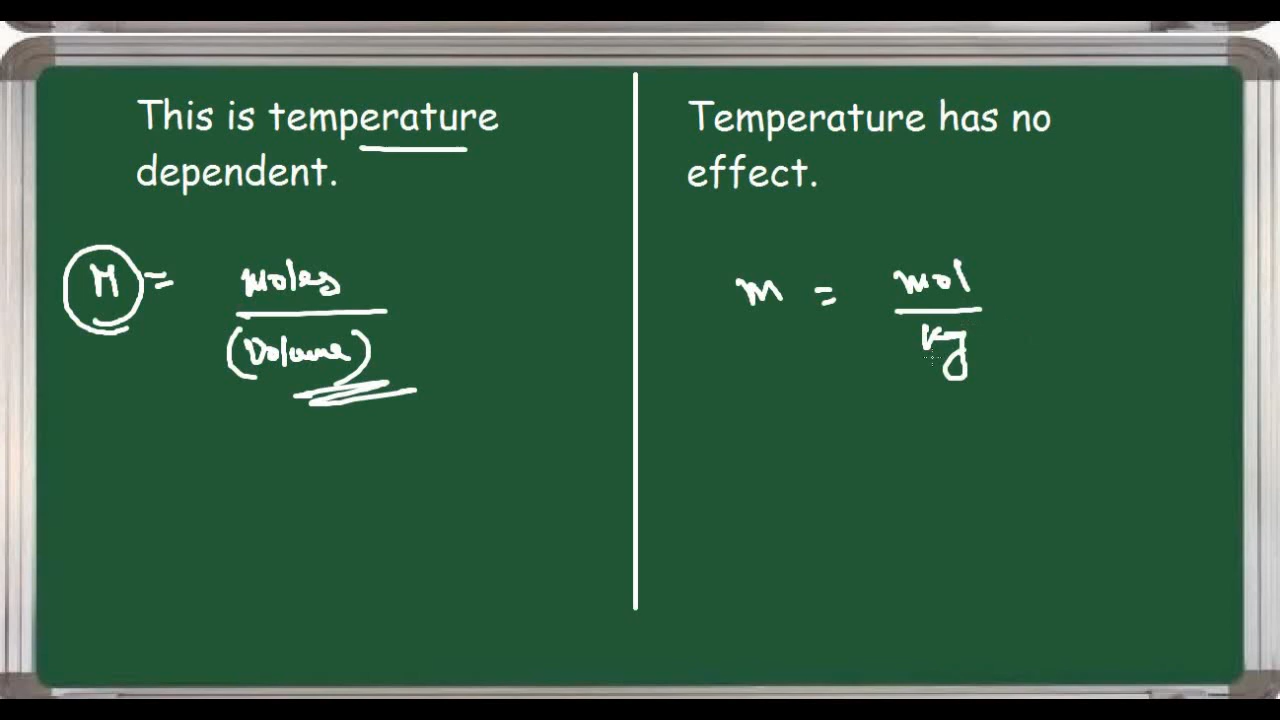 This is temperature
dependent.
M = moles
(Volume)
Temperature has no
effect.
m = mol
kg